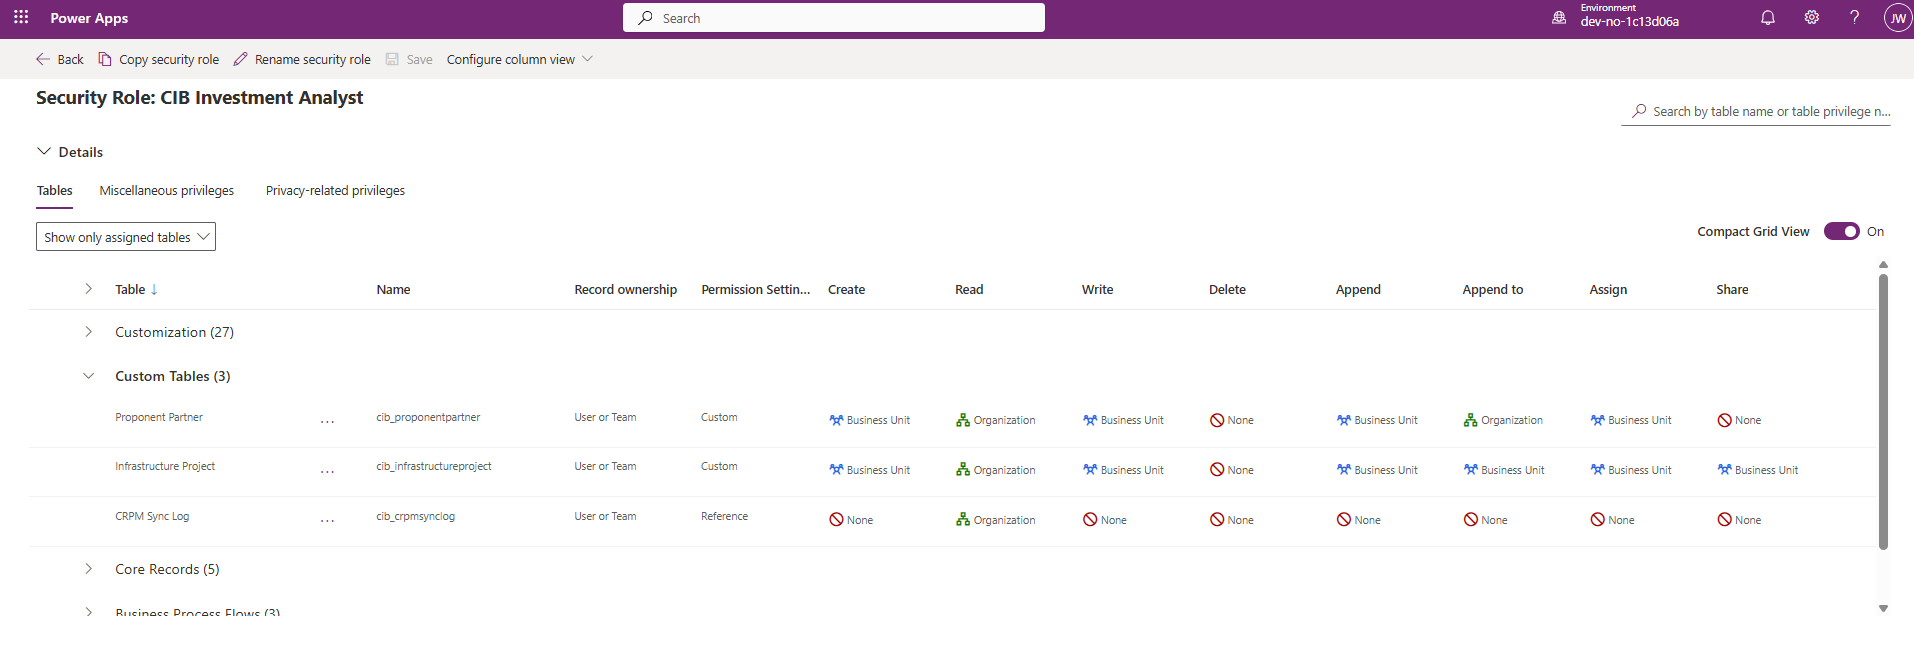 Power Apps
Search
Environment
dev-no-1c13d06a
?
JW
Back
Copy security role
Rename security role
Save
Configure column view
Security Role: CIB Investment Analyst
Search by table name or table privilege n...
Details
Tables Miscellaneous privileges Privacy-related privileges
Show only assigned tables
Compact Grid View On
Table ↓ Name Record ownership Permission Settin... Create Read Write Delete Append Append to Assign Share
Customization (27)
Custom Tables (3)
Proponent Partner ... cib_proponentpartner User or Team Custom Business Unit Organization Business Unit None Business Unit Organization Business Unit None
Infrastructure Project ... cib_infrastructureproject User or Team Custom Business Unit Organization Business Unit None Business Unit Business Unit Business Unit Business Unit
CRPM Sync Log ... cib_crpmsynclog User or Team Reference None Organization None None None None None None
Core Records (5)
Business Process Flows (3)